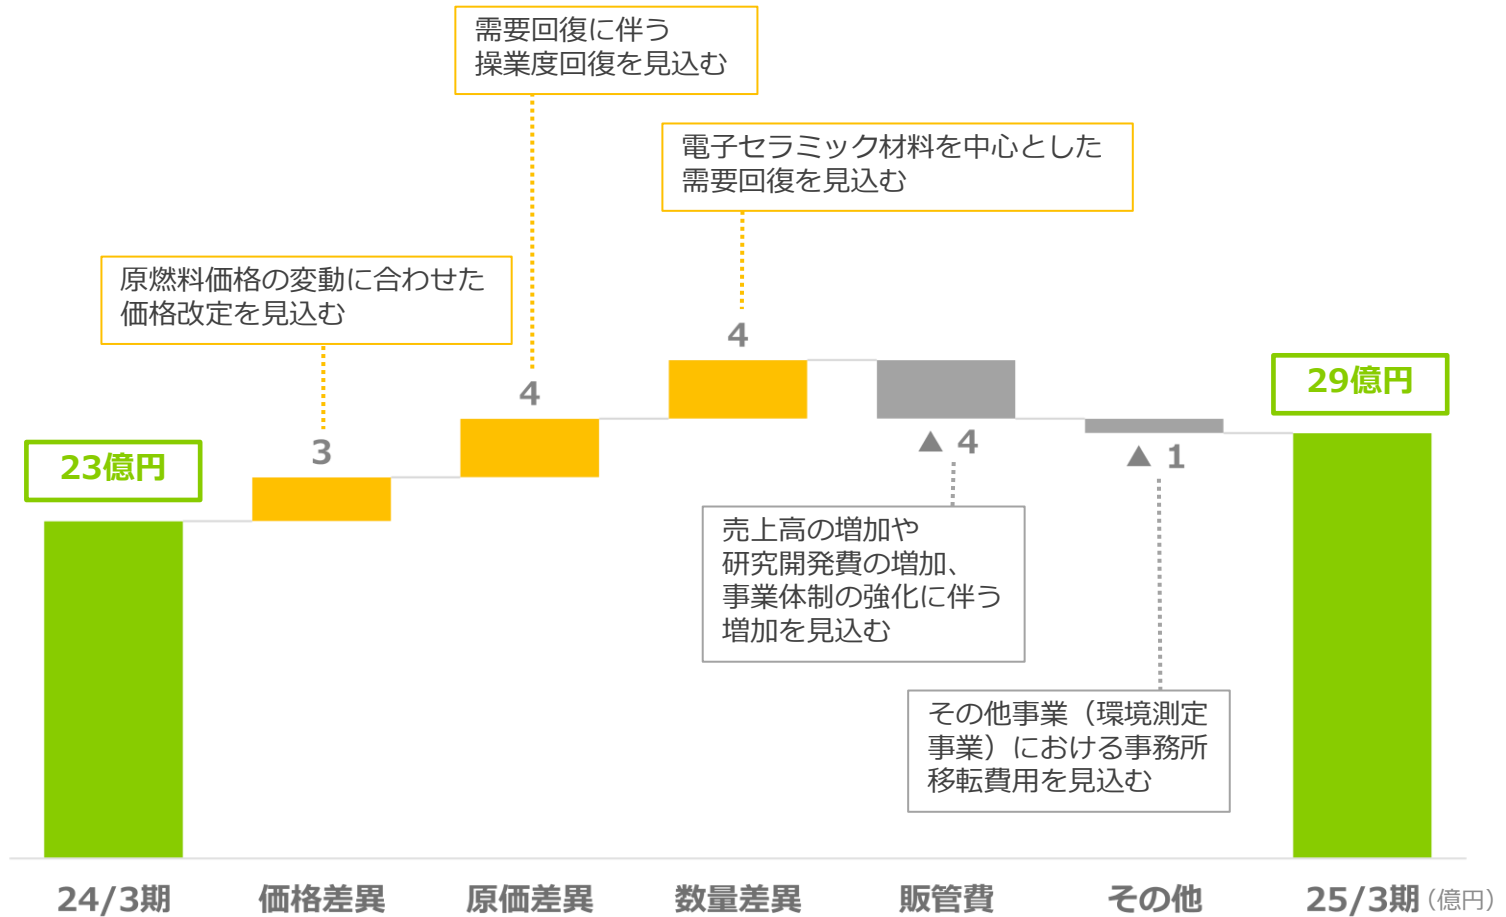 需要回復に伴う
操業度回復を見込む
電子セラミック材料を中心とした
需要回復を見込む
原燃料価格の変動に合わせた
価格改定を見込む
23億円
3
4
4
▲ 4
▲ 1
29億円
売上高の増加や
研究開発費の増加、
事業体制の強化に伴う
増加を見込む
その他事業（環境測定
事業）における事務所
移転費用を見込む
24/3期 価格差異 原価差異 数量差異 販管費 その他 25/3期 (億円)